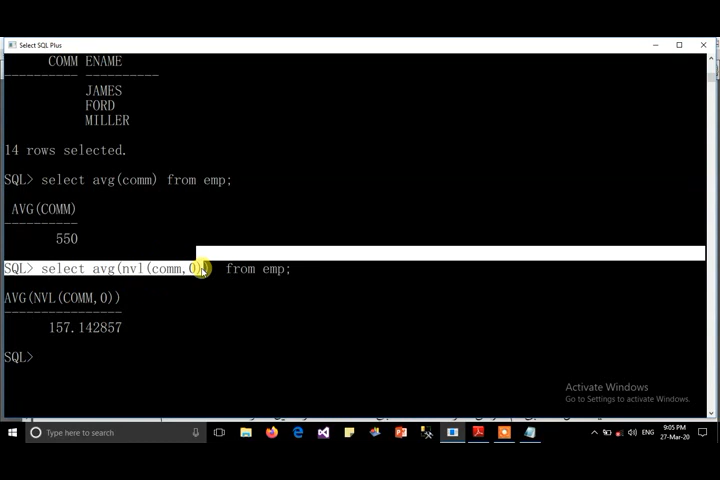 Select SQL Plus
COMM ENAME
---------- ----------
JAMES
FORD
MILLER
14 rows selected.
SQL> select avg(comm) from emp;
AVG(COMM)
----------
550
SQL> select avg(nvl(comm,0)) from emp;
AVG(NVL(COMM,0))
----------------
157.142857
SQL>
Activate Windows
Go to Settings to activate Windows.
Type here to search
ENG
9:05 PM
27-Mar-20